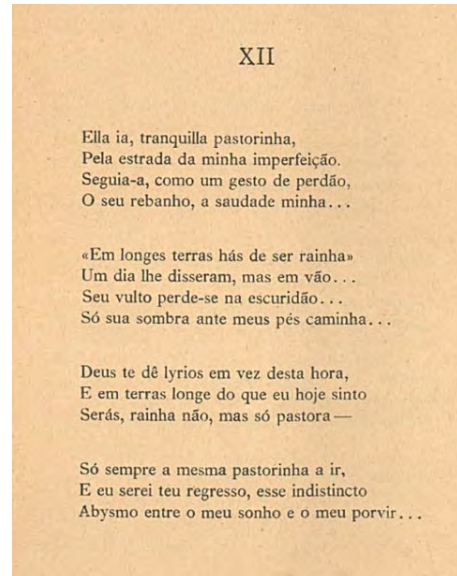 XII
Ella ia, tranquilla pastorinha,
Pela estrada da minha imperfeição.
Seguia-a, como um gesto de perdão,
O seu rebanho, a saudade minha...
«Em longes terras hás de ser rainha»
Um dia lhe disseram, mas em vão...
Seu vulto perde-se na escuridão...
Só sua sombra ante meus pés caminha...
Deus te dê lyrios em vez desta hora,
E em terras longe do que eu hoje sinto
Serás, rainha não, mas só pastora —
Só sempre a mesma pastorinha a ir,
E eu serei teu regresso, esse indistincto
Abysmo entre o meu sonho e o meu porvir...